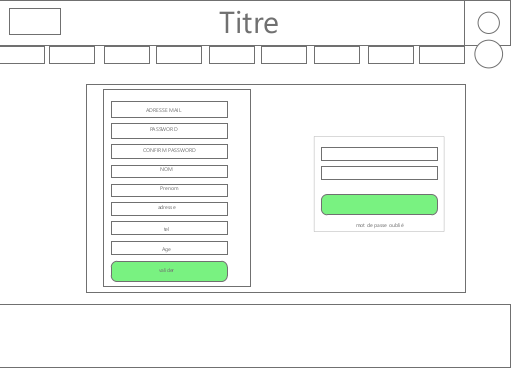 Titre
ADRESSE MAIL
PASSWORD
CONFIRM PASSWORD
NOM
Prenom
adresse
tel
Age
valider
mot de passe oublié